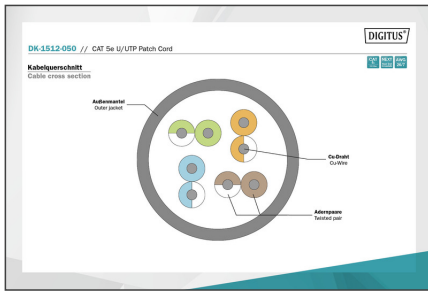 DIGITUS®
DK-1512-050 // CAT 5e U/UTP Patch Cord
Kabelquerschnitt
Cable cross section
Außenmantel
Outer jacket
Cu-Draht
Cu-Wire
Adernpaare
Twisted pair